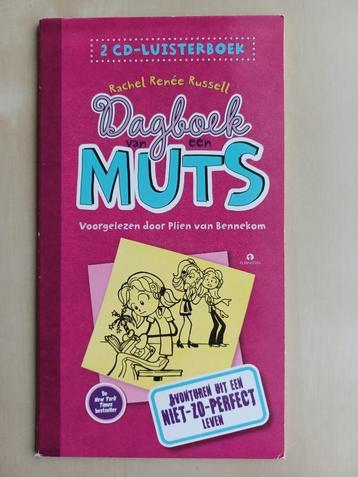 2 CD-LUISTERBOEK
Rachel Renée Russell
Dagboek
van een
MUTS
Voorgelezen door Plien van Bennekom
RUBINSTEIN
De
New York
Times
bestseller
AVONTUREN UIT EEN
NIET-ZO-PERFECT
LEVEN